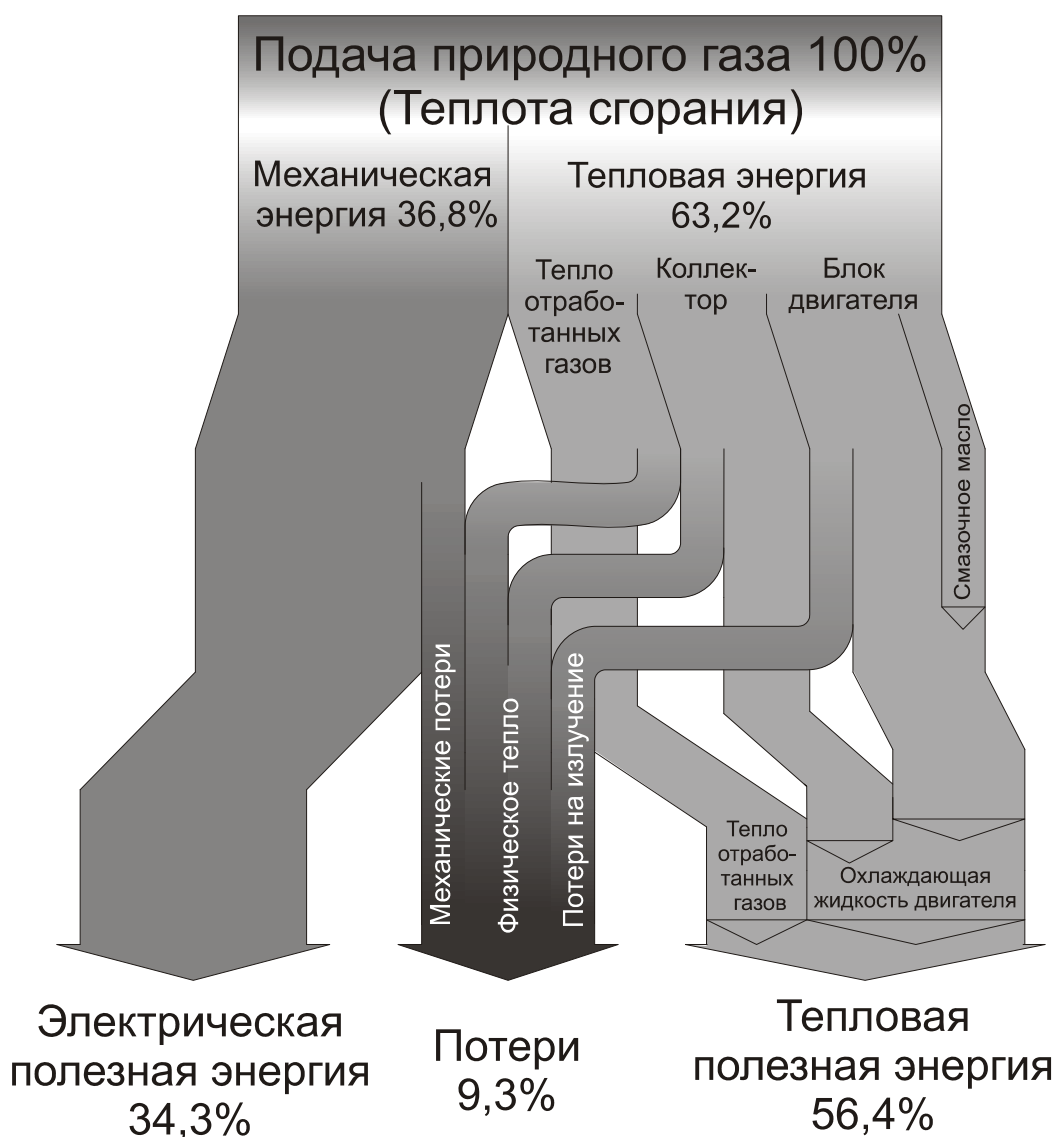 Подача природного газа 100%
(Теплота сгорания)
Механическая
энергия 36,8%
Тепловая энергия
63,2%
Тепло
отрабо-
танных
газов
Коллек-
тор
Блок
двигателя
Смазочное масло
Механические потери
Физическое тепло
Потери на излучение
Тепло
отрабо-
танных
газов
Охлаждающая
жидкость двигателя
Электрическая
полезная энергия
34,3%
Потери
9,3%
Тепловая
полезная энергия
56,4%